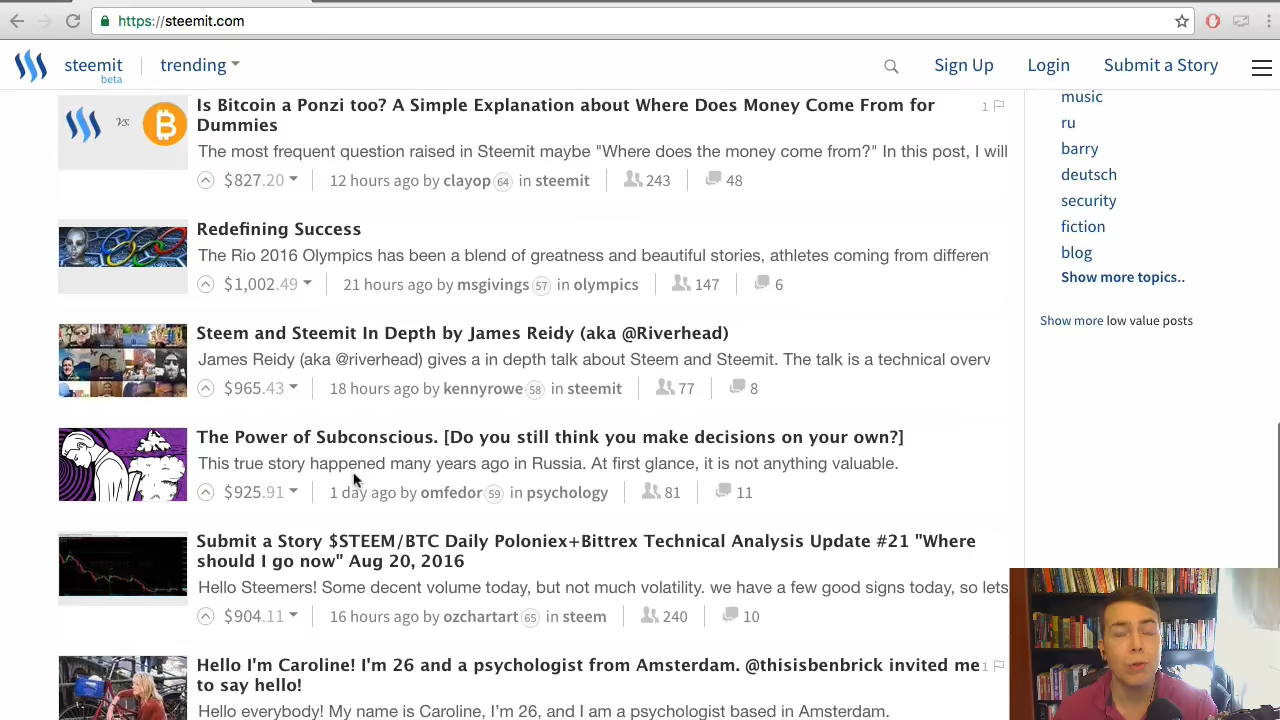 https://steemit.com
steemit
beta
trending
Sign Up
Login
Submit a Story
Is Bitcoin a Ponzi too? A Simple Explanation about Where Does Money Come From for
Dummies
1
The most frequent question raised in Steemit maybe "Where does the money come from?" In this post, I will
$827.20
12 hours ago by clayop 64 in steemit
243
48
vs
Redefining Success
The Rio 2016 Olympics has been a blend of greatness and beautiful stories, athletes coming from differen
$1,002.49
21 hours ago by msgivings 57 in olympics
147
6
Steem and Steemit In Depth by James Reidy (aka @Riverhead)
James Reidy (aka @riverhead) gives a in depth talk about Steem and Steemit. The talk is a technical overv
$965.43
18 hours ago by kennyrowe 58 in steemit
77
8
The Power of Subconscious. [Do you still think you make decisions on your own?]
This true story happened many years ago in Russia. At first glance, it is not anything valuable.
$925.91
1 day ago by omfedor 59 in psychology
81
11
Submit a Story $STEEM/BTC Daily Poloniex+Bittrex Technical Analysis Update #21 "Where
should I go now" Aug 20, 2016
Hello Steemers! Some decent volume today, but not much volatility. we have a few good signs today, so lets
$904.11
16 hours ago by ozchartart 65 in steem
240
10
Hello I'm Caroline! I'm 26 and a psychologist from Amsterdam. @thisisbenbrick invited me
to say hello!
1
Hello everybody! My name is Caroline, I'm 26, and I am a psychologist based in Amsterdam.
music
ru
barry
deutsch
security
fiction
blog
Show more topics..
Show more low value posts